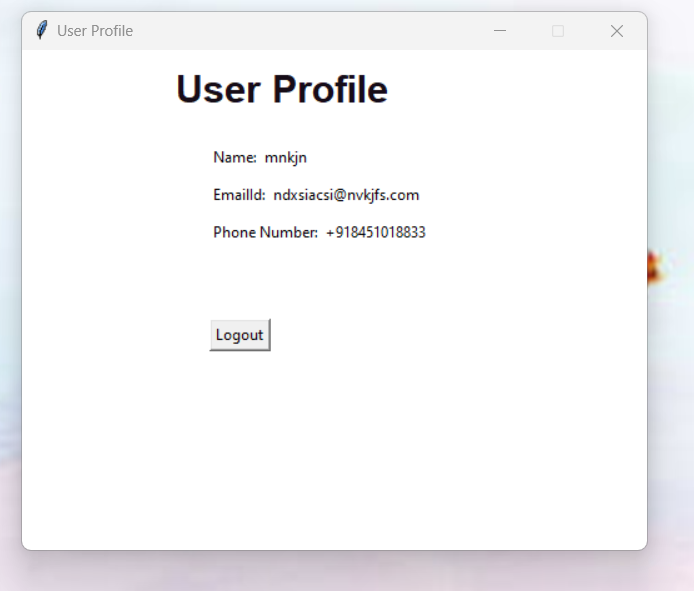 User Profile
User Profile
Name: mnkjn
EmailId: ndxsiacsi@nvkjfs.com
Phone Number: +918451018833
Logout